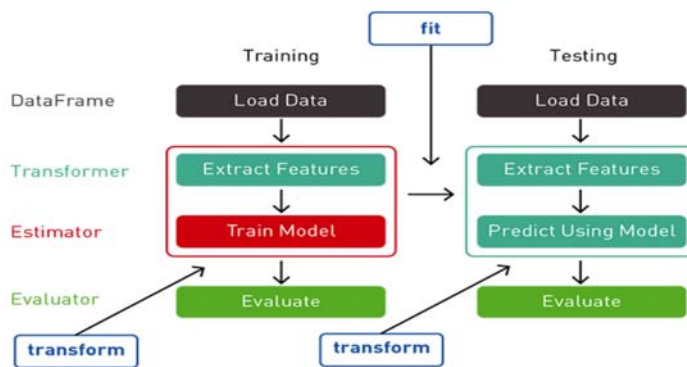 fit
Training
Testing
DataFrame
Load Data
Load Data
Transformer
Extract Features
Extract Features
Estimator
Train Model
Predict Using Model
Evaluator
Evaluate
Evaluate
transform
transform